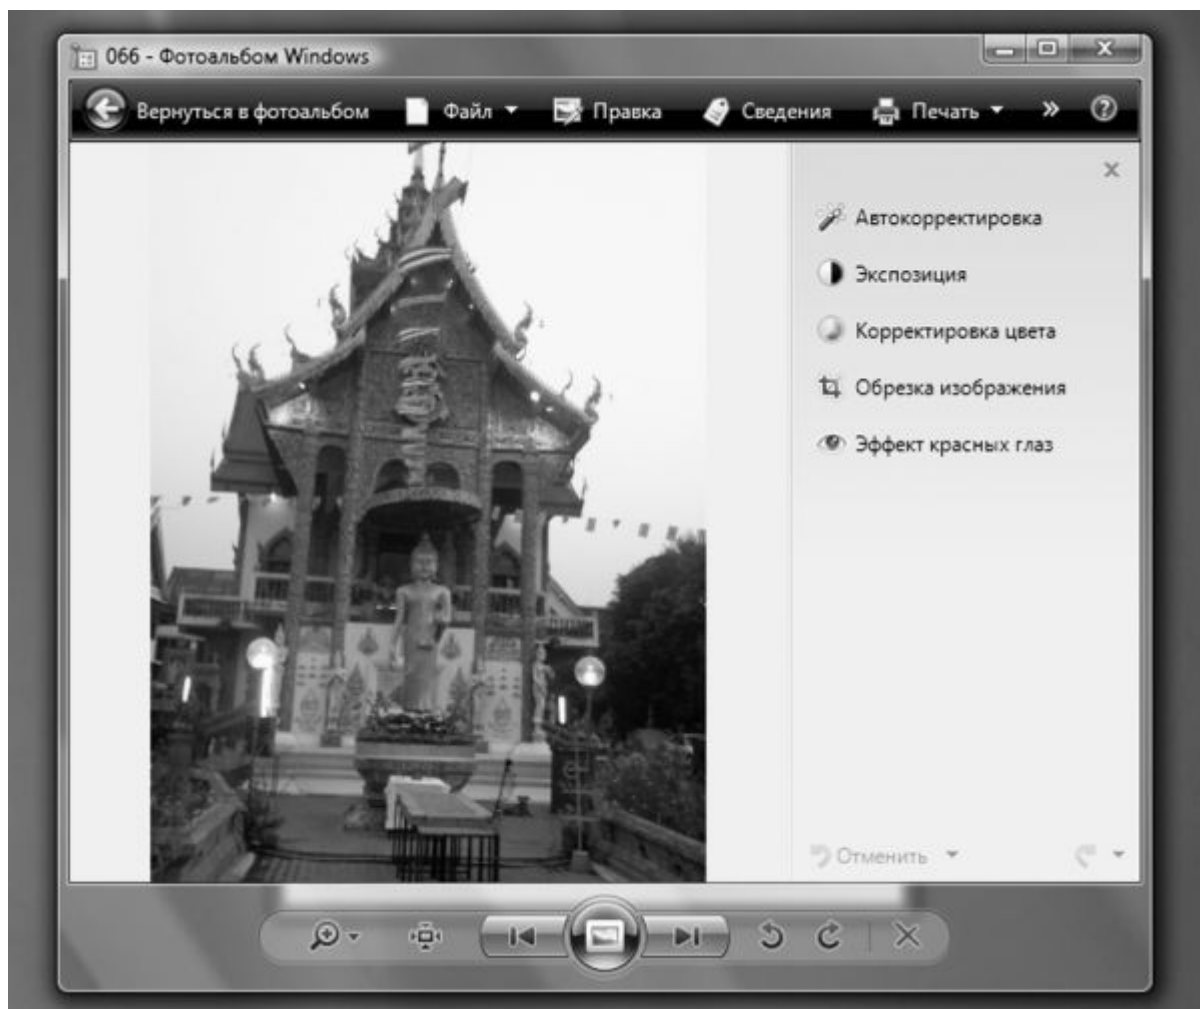 066 - Фотоальбом Windows
Вернуться в фотоальбом Файл Правка Сведения Печать
Автокорректировка
Экспозиция
Корректировка цвета
Обрезка изображения
Эффект красных глаз
Отменить